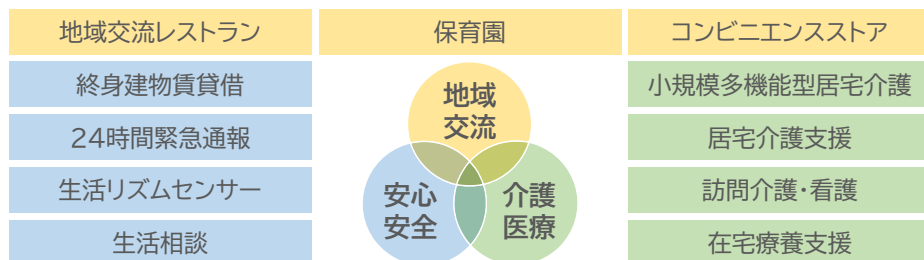 地域交流レストラン
保育園
コンビニエンスストア
終身建物賃貸借
24時間緊急通報
生活リズムセンサー
生活相談
地域
交流
安心
安全
介護
医療
小規模多機能型居宅介護
居宅介護支援
訪問介護・看護
在宅療養支援